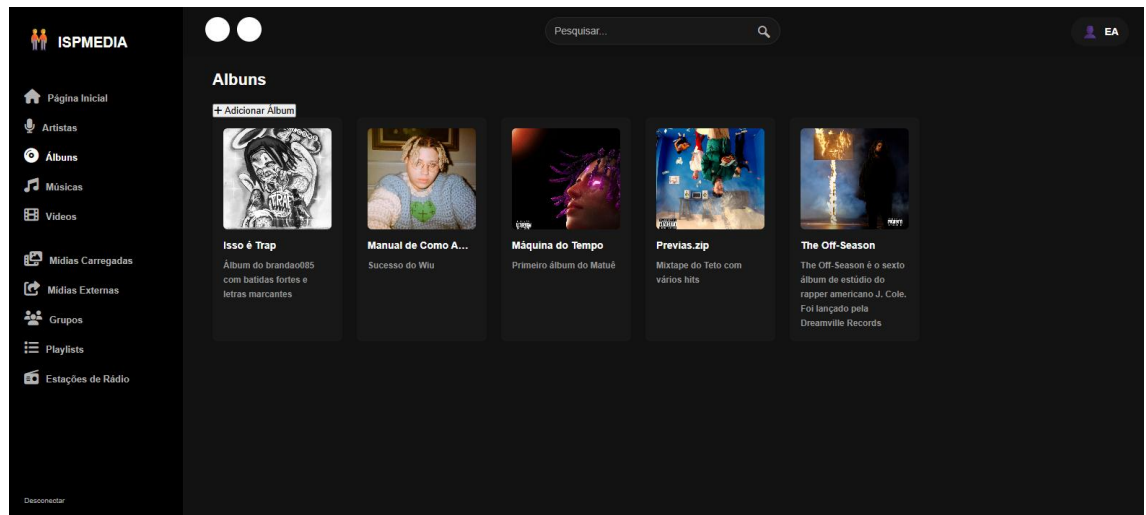 ISPMEDIA
Pesquisar...
EA
Página Inicial
Artistas
Álbuns
Músicas
Vídeos
Mídias Carregadas
Mídias Externas
Grupos
Playlists
Estações de Rádio
Desconectar
Albuns
+ Adicionar Álbum
Isso é Trap
Álbum do brandao085
com batidas fortes e
letras marcantes
Manual de Como A...
Sucesso do Wiu
Máquina do Tempo
Primeiro álbum do Matuê
Previas.zip
Mixtape do Teto com
vários hits
The Off-Season
The Off-Season é o sexto
álbum de estúdio do
rapper americano J. Cole.
Foi lançado pela
Dreamville Records